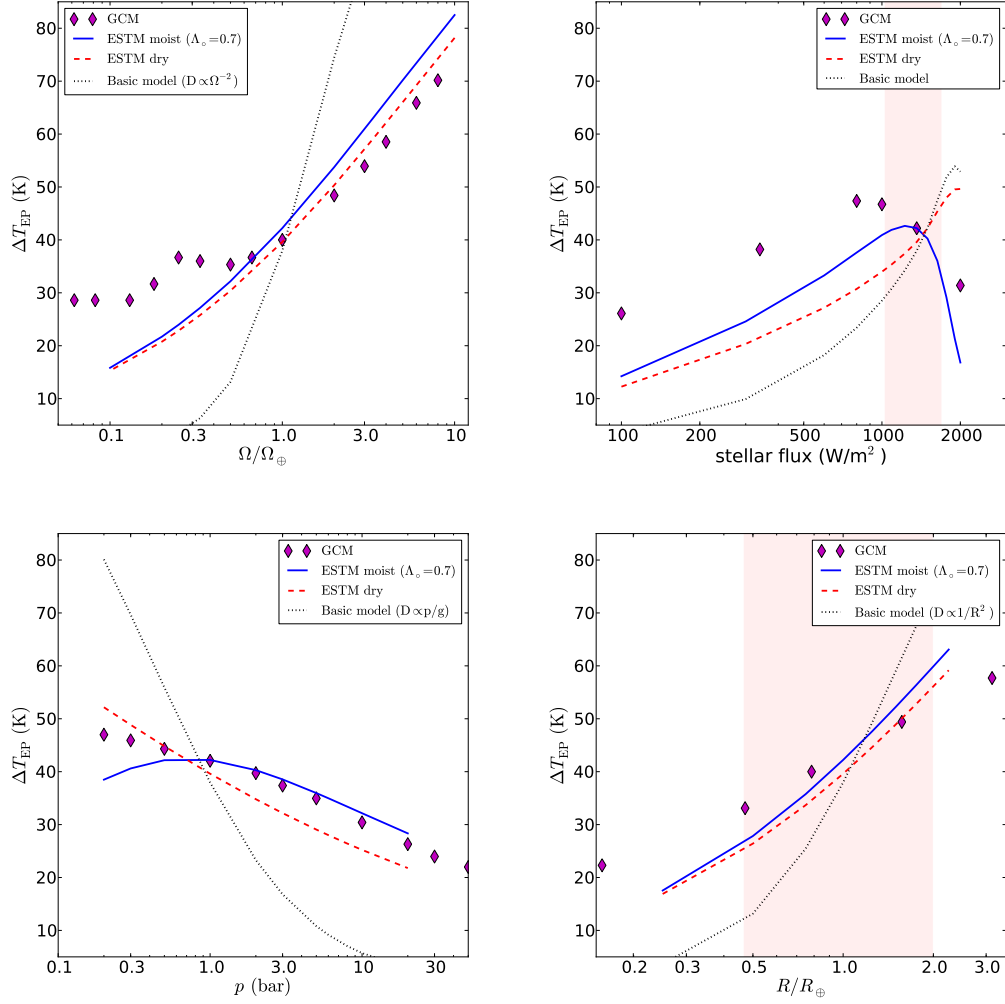 85
80
70
60
50
40
30
20
10
ΔT_EP (K)
GCM
ESTM moist (Λ∘=0.7)
ESTM dry
Basic model (D∝Ω⁻²)
0.1 0.3 1.0 3.0 10
Ω/Ω⊕
80
70
60
50
40
30
20
10
ΔT_EP (K)
GCM
ESTM moist (Λ∘=0.7)
ESTM dry
Basic model
100 200 500 1000 2000
stellar flux (W/m² )
80
70
60
50
40
30
20
10
ΔT_EP (K)
GCM
ESTM moist (Λ∘=0.7)
ESTM dry
Basic model (D∝p/g)
0.1 0.3 1.0 3.0 10 30
p (bar)
80
70
60
50
40
30
20
10
ΔT_EP (K)
GCM
ESTM moist (Λ∘=0.7)
ESTM dry
Basic model (D∝1/R² )
0.2 0.3 0.5 1.0 2.0 3.0
R/R⊕